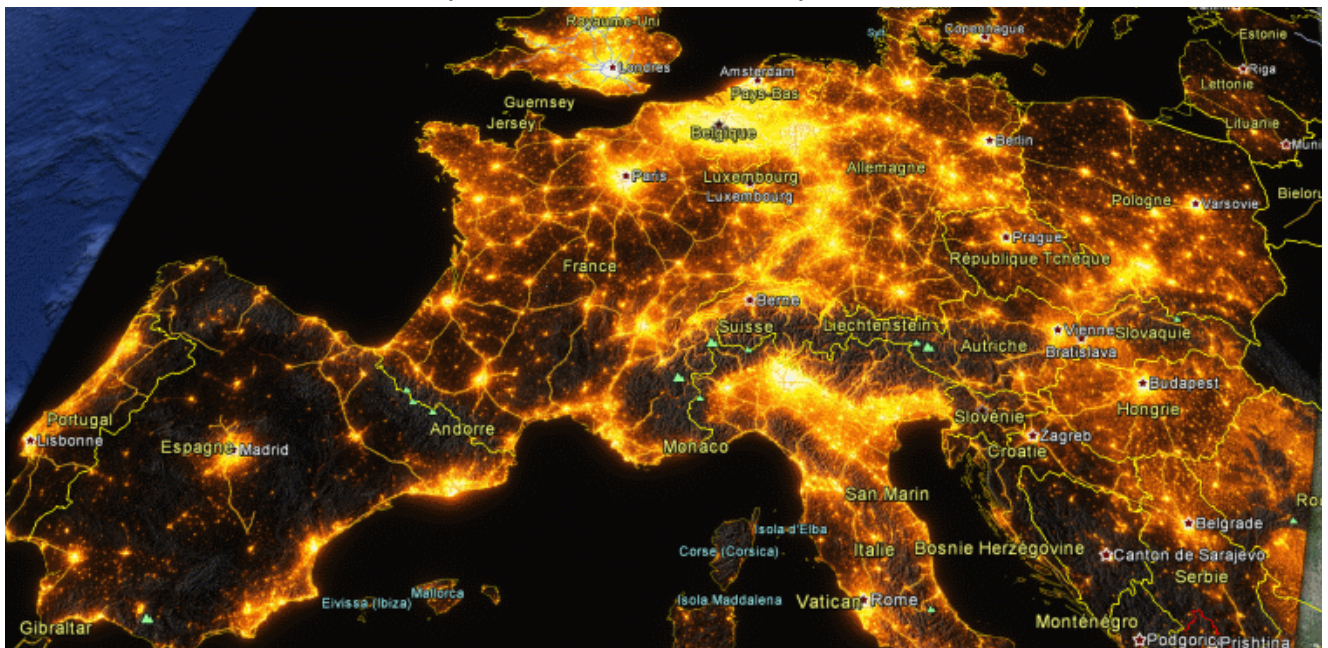 Royaume-Uni
Copenhague
Estonie
Londres
Riga
Amsterdam
Lettonie
Pays-Bas
Guernsey
Jersey
Lituanie
Belgique
Berlin
Allemagne
Paris
Luxembourg
Luxembourg
Pologne
Varsovie
Prague
République Tchèque
France
Berne
Suisse
Liechtenstein
Vienne
Slovaquie
Autriche
Bratislava
Budapest
Hongrie
Portugal
Lisbonne
Espagne
Madrid
Andorre
Monaco
Slovénie
Zagreb
Croatie
San Marin
Isola d'Elba
Corse (Corsica)
Italie
Bosnie Herzégovine
Belgrade
Canton de Sarajevo
Serbie
Mallorca
Eivissa (Ibiza)
Isola Maddalena
Vatican
Rome
Monténégro
Gibraltar
Podgoric
Prishtina